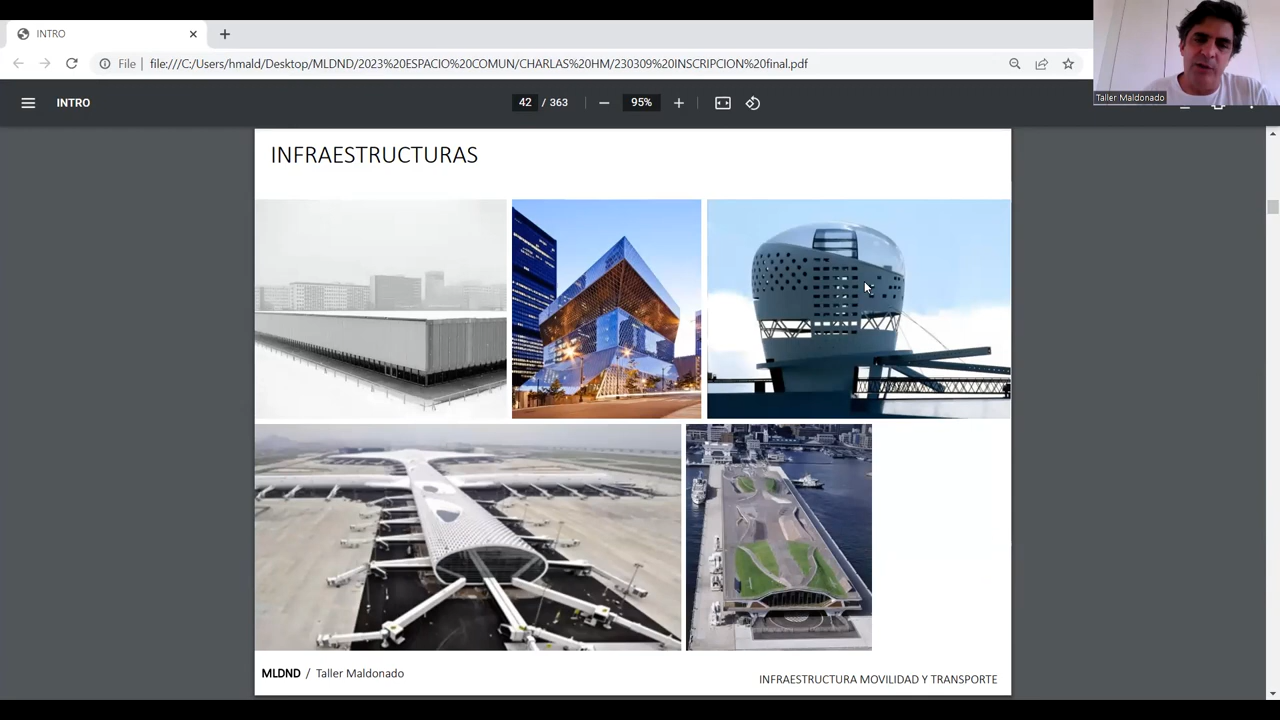 INTRO
File
file:///C:/Users/hmald/Desktop/MLDND/2023%20ESPACIO%20COMUN/CHARLAS%20HM/230309%20INSCRIPCION%20final.pdf
Taller Maldonado
INTRO
42 / 363
95%
INFRAESTRUCTURAS
MLDND / Taller Maldonado
INFRAESTRUCTURA MOVILIDAD Y TRANSPORTE